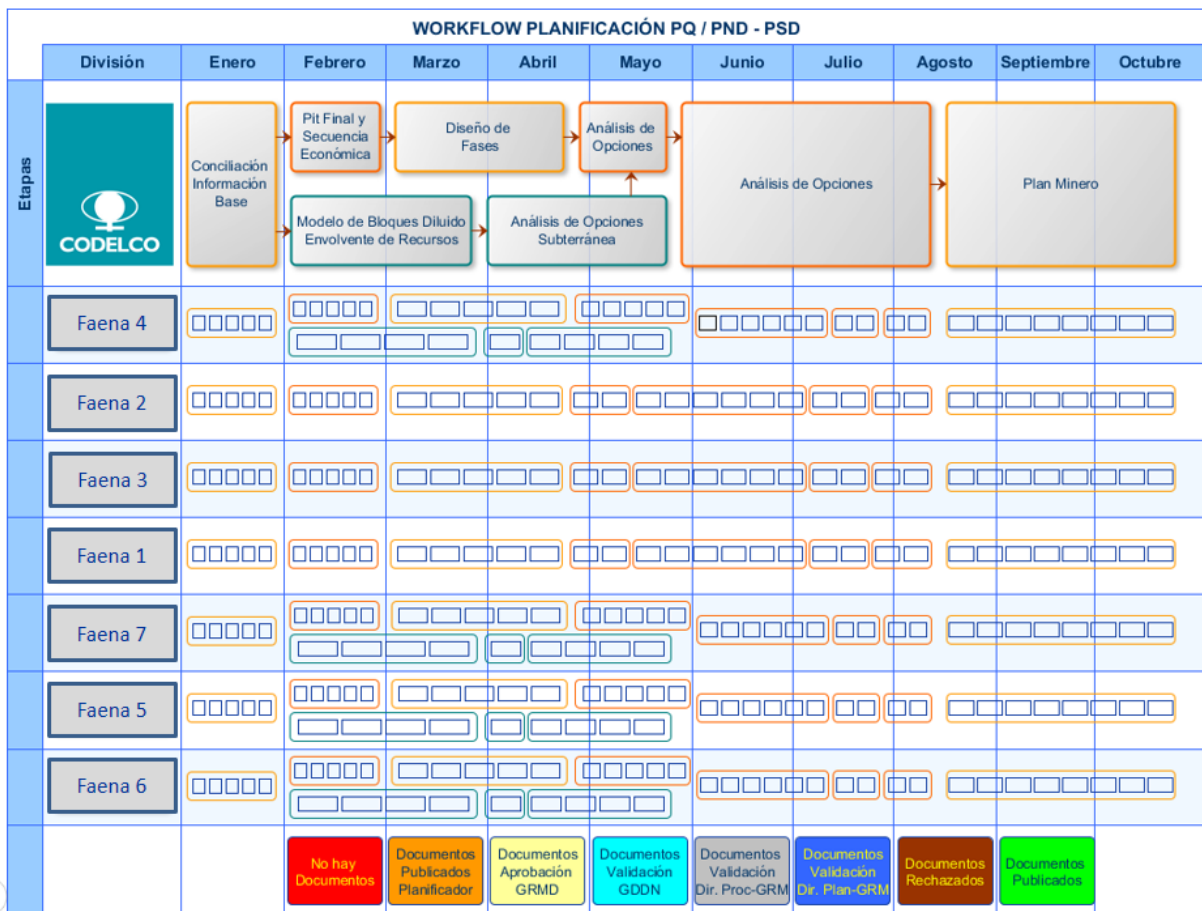 WORKFLOW PLANIFICACIÓN PQ / PND - PSD
División Enero Febrero Marzo Abril Mayo Junio Julio Agosto Septiembre Octubre
Etapas
CODELCO
Conciliación
Información
Base
Pit Final y
Secuencia
Económica
Diseño de
Fases
Análisis de
Opciones
Modelo de Bloques Diluido
Envolvente de Recursos
Análisis de Opciones
Subterránea
Análisis de Opciones
Plan Minero
Faena 4
Faena 2
Faena 3
Faena 1
Faena 7
Faena 5
Faena 6
No hay
Documentos
Documentos
Publicados
Planificador
Documentos
Aprobación
GRMD
Documentos
Validación
GDDN
Documentos
Validación
Dir. Proc-GRM
Documentos
Validación
Dir. Plan-GRM
Documentos
Rechazados
Documentos
Publicados